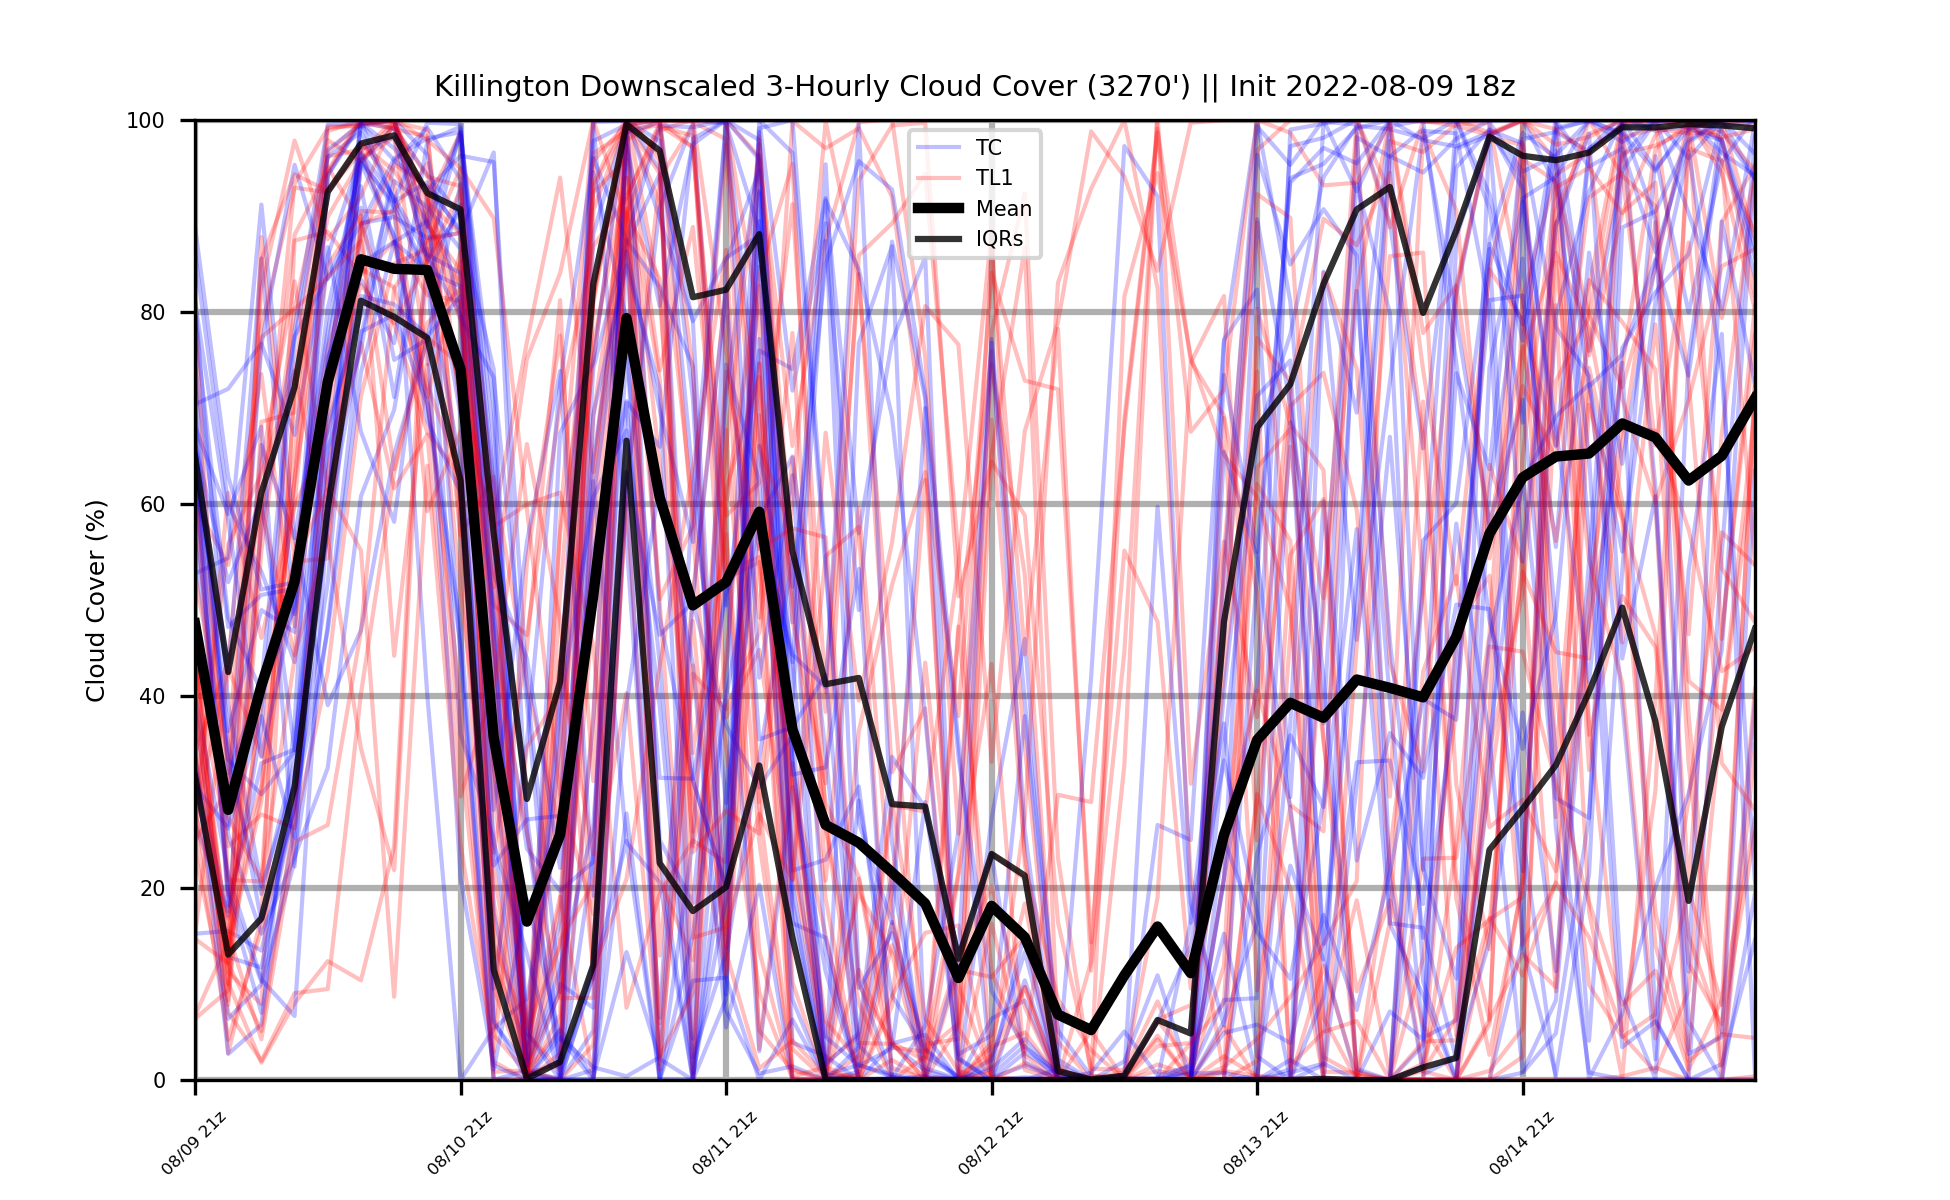 Killington Downscaled 3-Hourly Cloud Cover (3270') || Init 2022-08-09 18z
100
80
60
40
20
0
Cloud Cover (%)
TC
TL1
Mean
IQRs
08/09 21z
08/10 21z
08/11 21z
08/12 21z
08/13 21z
08/14 21z